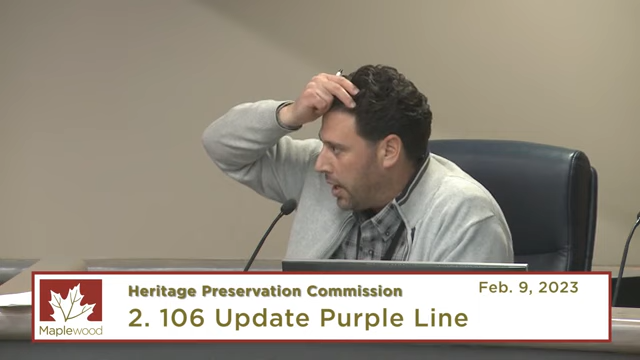 Heritage Preservation Commission
Feb. 9, 2023
2. 106 Update Purple Line
Maplewood